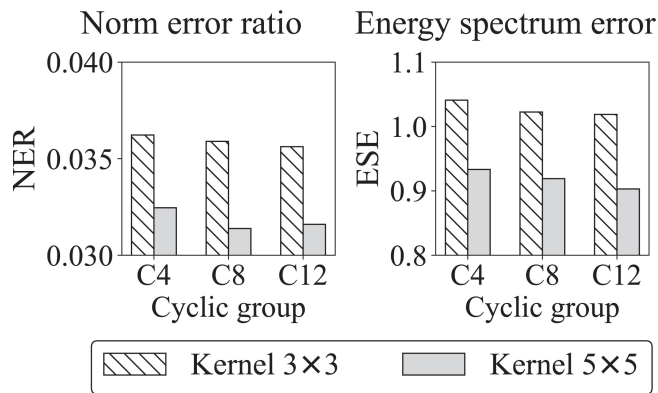 Norm error ratio
NER
0.040
0.035
0.030
C4 C8 C12
Cyclic group
Energy spectrum error
ESE
1.1
1.0
0.9
0.8
C4 C8 C12
Cyclic group
Kernel 3×3 Kernel 5×5